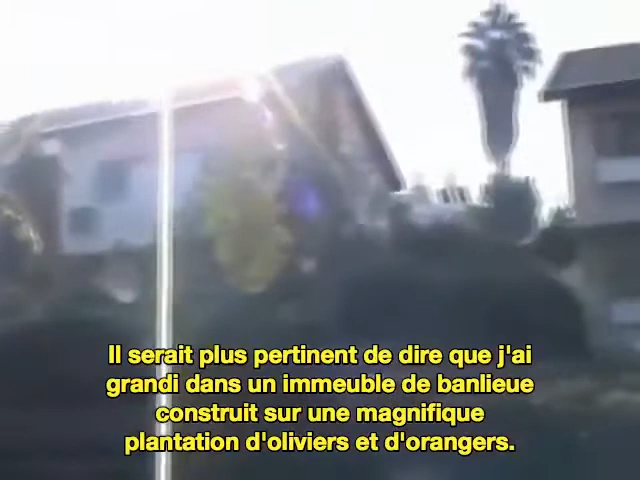 Il serait plus pertinent de dire que j'ai
grandi dans un immeuble de banlieue
construit sur une magnifique
plantation d'oliviers et d'orangers.